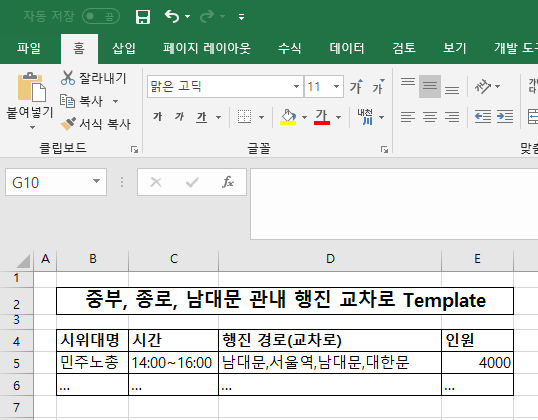 자동 저장 끔
파일 홈 삽입 페이지 레이아웃 수식 데이터 검토 보기 개발 도
붙여넣기 잘라내기 복사 서식 복사
맑은 고딕 11 가 가
가 가 가 가 내천
클립보드 글꼴 맞춤
G10 fx
A B C D E
1
2 중부, 종로, 남대문 관내 행진 교차로 Template
3
4 시위대명 시간 행진 경로(교차로) 인원
5 민주노총 14:00~16:00 남대문,서울역,남대문,대한문 4000
6 ... ... ... ...
7